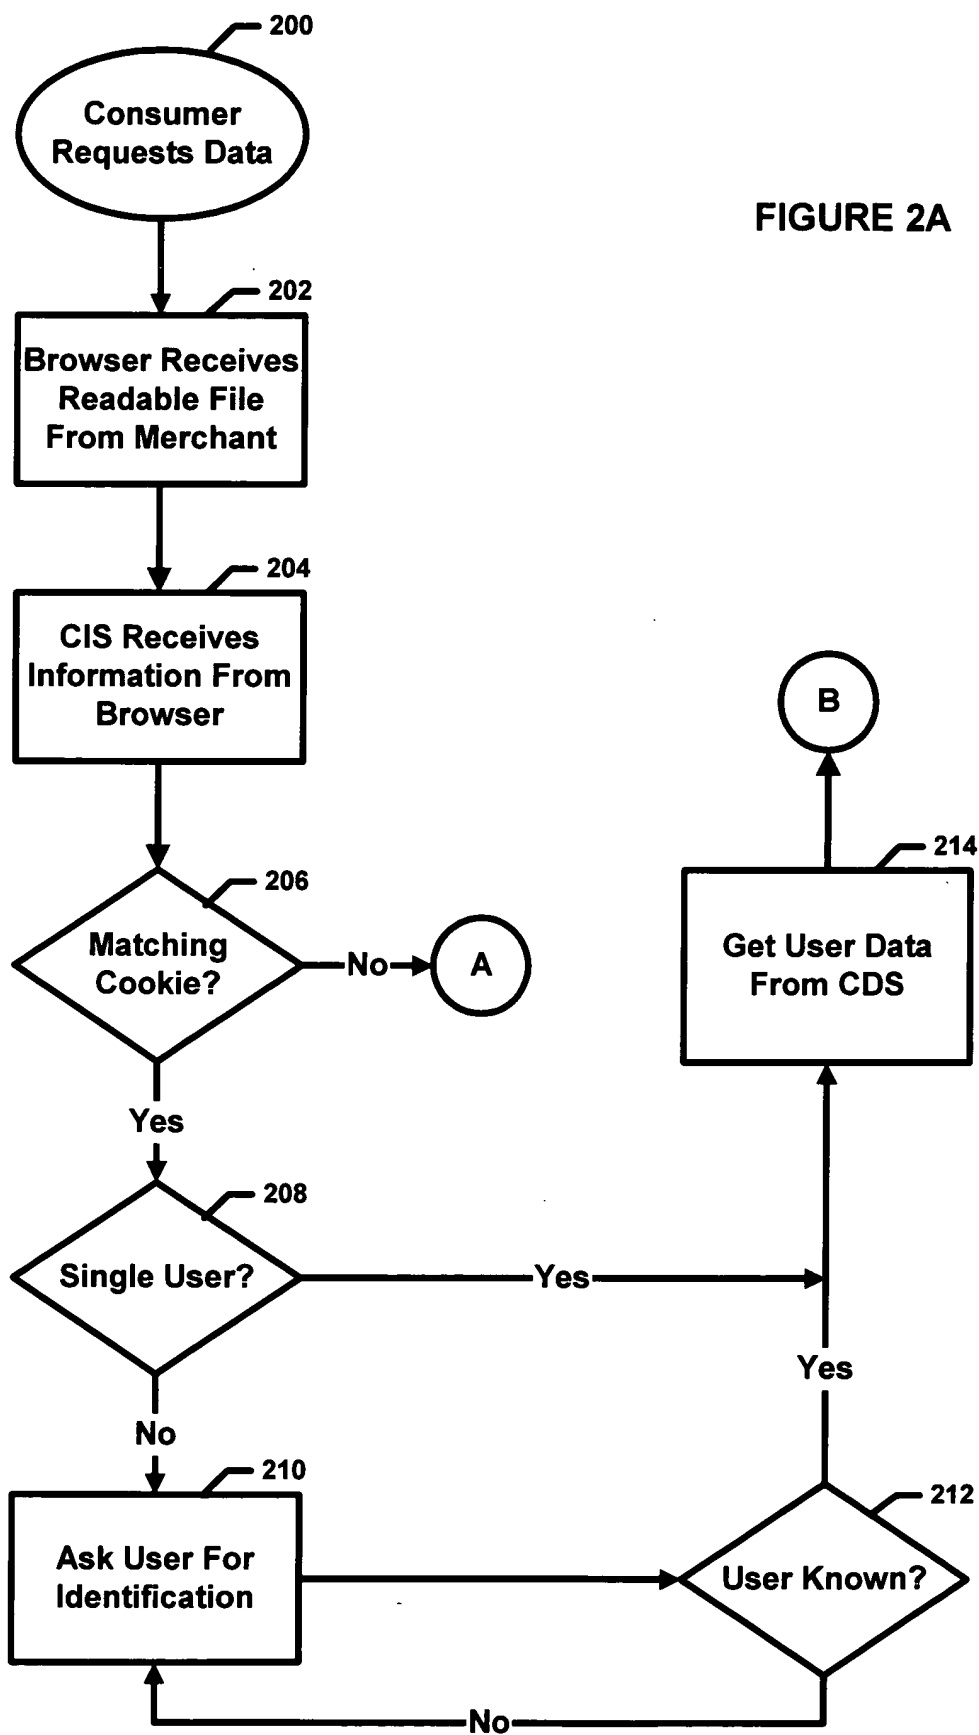 200
Consumer
Requests Data
FIGURE 2A
202
Browser Receives
Readable File
From Merchant
204
CIS Receives
Information From
Browser
B
214
Get User Data
From CDS
206
Matching
Cookie?
No
A
Yes
208
Single User?
Yes
Yes
No
210
Ask User For
Identification
212
User Known?
No